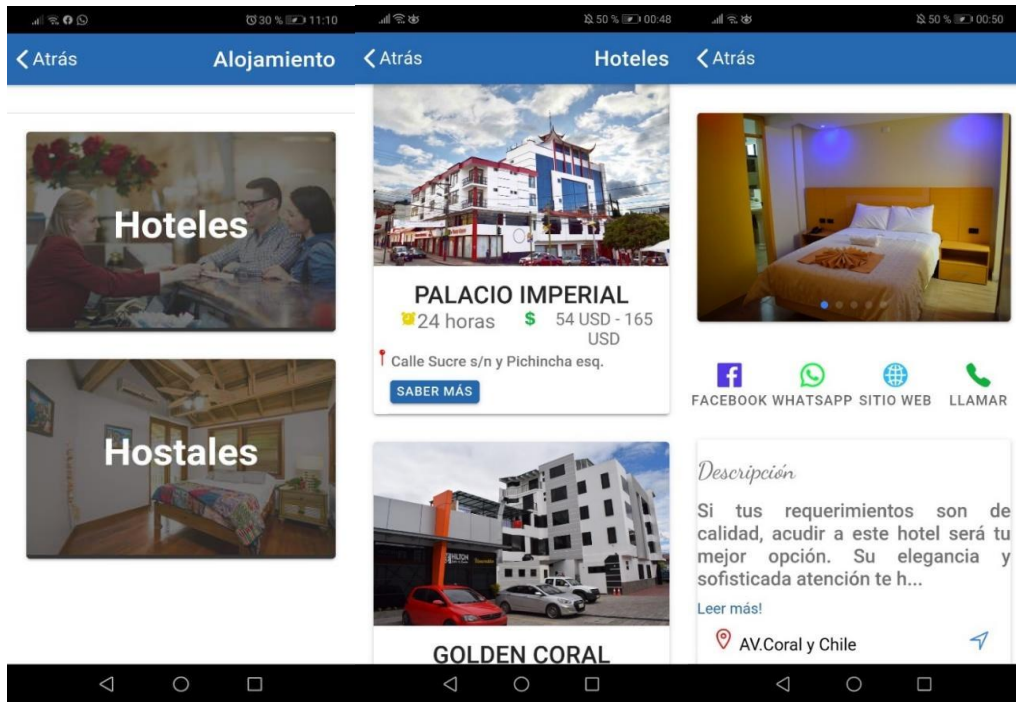 30 % 11:10
Atrás
Alojamiento
Hoteles
Hostales
50 % 00:48
Atrás
Hoteles
PALACIO IMPERIAL
24 horas
$ 54 USD - 165
USD
Calle Sucre s/n y Pichincha esq.
SABER MÁS
HILTON
GOLDEN CORAL
50 % 00:50
Atrás
FACEBOOK WHATSAPP SITIO WEB LLAMAR
Descripción
Si tus requerimientos son de
calidad, acudir a este hotel será tu
mejor opción. Su elegancia y
sofisticada atención te h...
Leer más!
AV.Coral y Chile